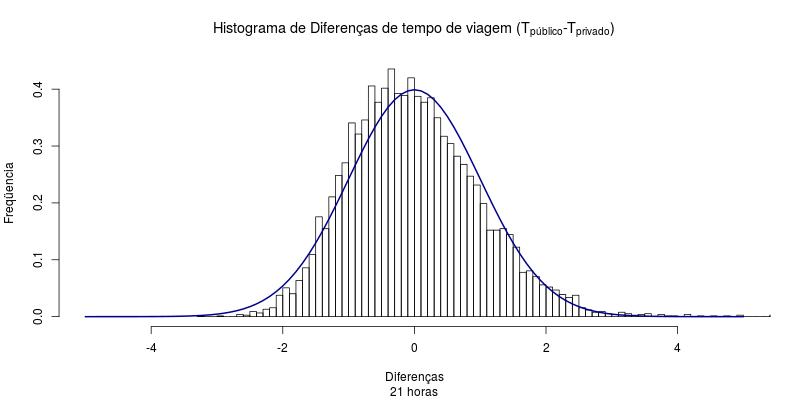 Histograma de Diferenças de tempo de viagem (Tpúblico-Tprivado)
Freqüencia
0.4
0.3
0.2
0.1
0.0
-4 -2 0 2 4
Diferenças
21 horas